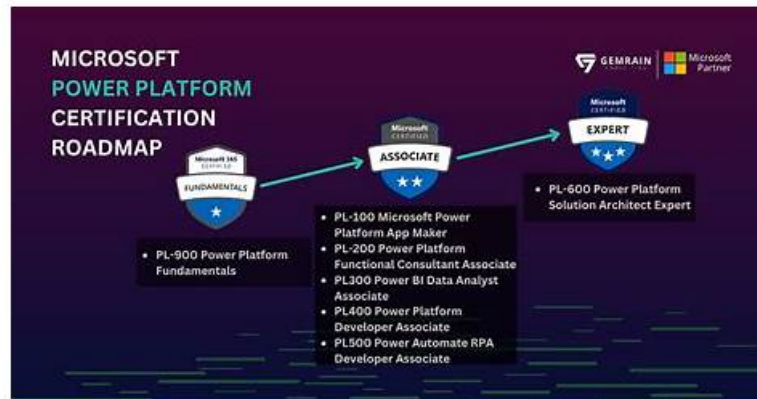 MICROSOFT
POWER PLATFORM
CERTIFICATION
ROADMAP
GEMRAIN
Microsoft
Partner
Microsoft 365
CERTIFIED
FUNDAMENTALS
Microsoft
CERTIFIED
ASSOCIATE
Microsoft
CERTIFIED
EXPERT
• PL-900 Power Platform
Fundamentals
• PL-100 Microsoft Power
Platform App Maker
• PL-200 Power Platform
Functional Consultant Associate
• PL300 Power BI Data Analyst
Associate
• PL400 Power Platform
Developer Associate
• PL500 Power Automate RPA
Developer Associate
• PL-600 Power Platform
Solution Architect Expert